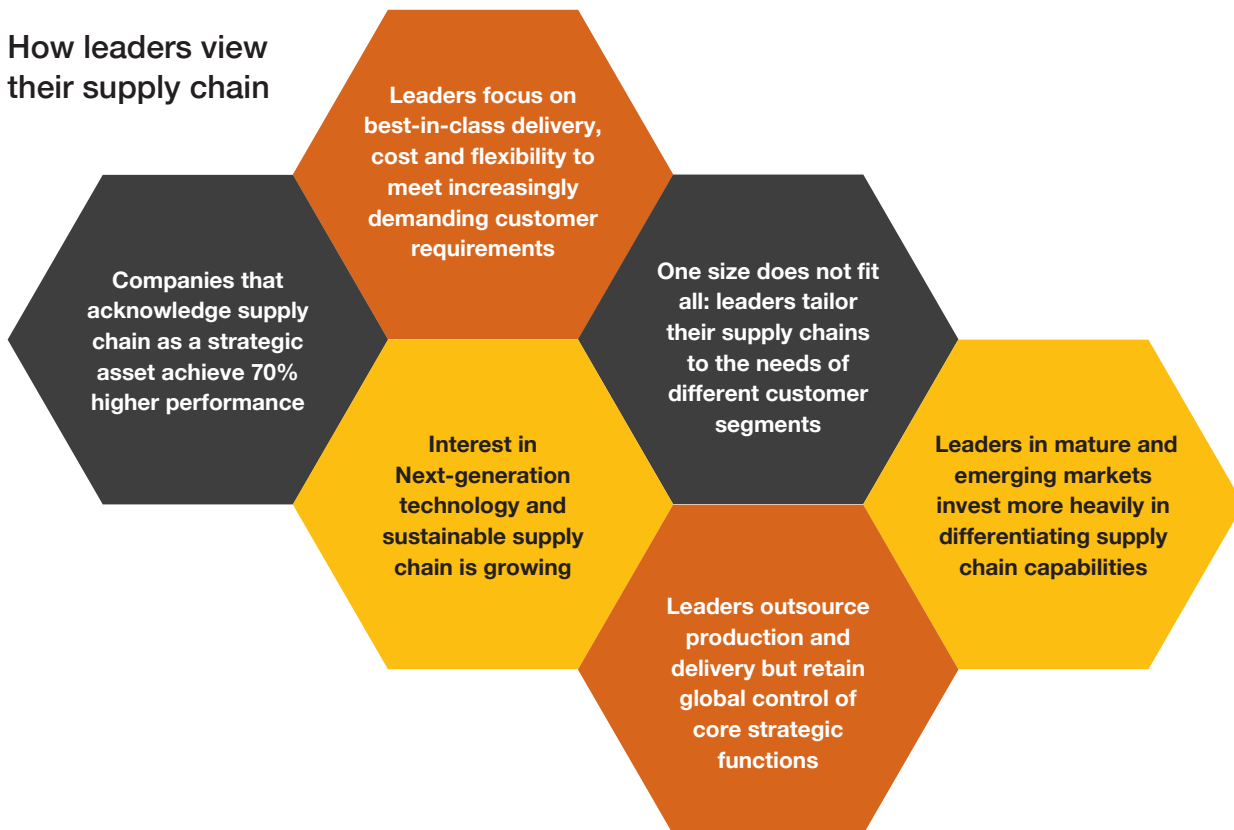 How leaders view
their supply chain
Leaders focus on
best-in-class delivery,
cost and flexibility to
meet increasingly
demanding customer
requirements
Companies that
acknowledge supply
chain as a strategic
asset achieve 70%
higher performance
One size does not fit
all: leaders tailor
their supply chains
to the needs of
different customer
segments
Interest in
Next-generation
technology and
sustainable supply
chain is growing
Leaders in mature and
emerging markets
invest more heavily in
differentiating supply
chain capabilities
Leaders outsource
production and
delivery but retain
global control of
core strategic
functions